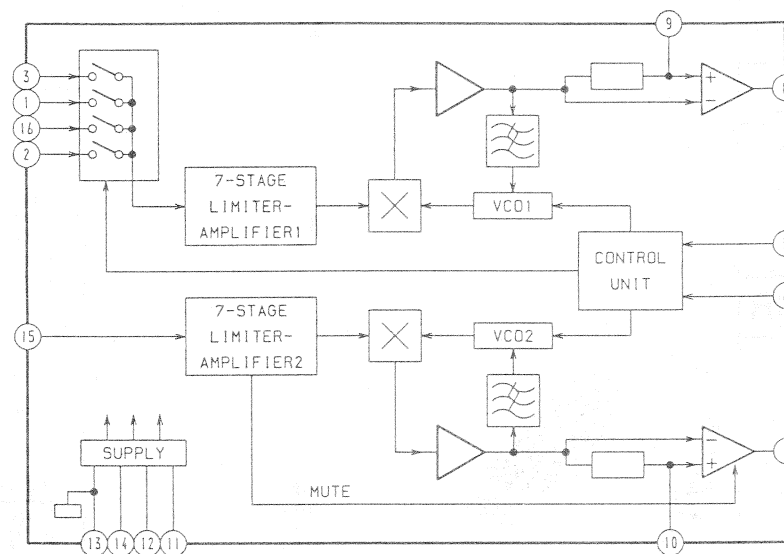 9
3
+
8
1
−
16
2
7-STAGE
LIMITER-
AMPLIFIER1
VCO1
CONTROL
UNIT
7-STAGE
LIMITER-
AMPLIFIER2
15
VCO2
−
+
SUPPLY
MUTE
13
14
12
11
10